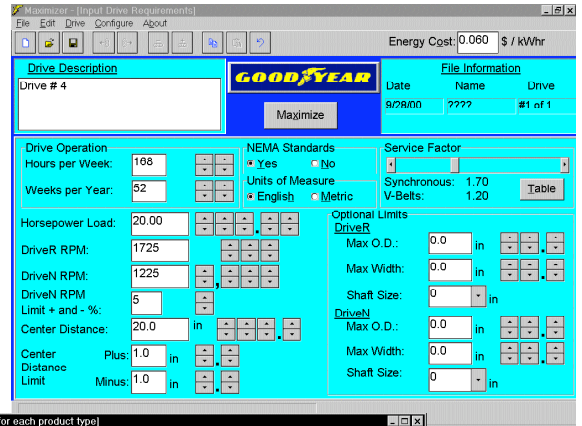 Maximizer - [Input Drive Requirements]
File Edit Drive Configure About
Energy Cost: 0.060 $ / kWhr
Drive Description
Drive # 4
GOODYEAR
Maximize
File Information
Date Name Drive
9/28/00 ???? #1 of 1
Drive Operation
Hours per Week: 168
Weeks per Year: 52
NEMA Standards
Yes No
Units of Measure
English Metric
Service Factor
Synchronous: 1.70
V-Belts: 1.20
Table
Horsepower Load: 20.00
DriveR RPM: 1725
DriveN RPM: 1225
DriveN RPM
Limit + and - %: 5
Center Distance: 20.0 in
Center Distance Limit
Plus: 1.0 in
Minus: 1.0 in
Optional Limits
DriveR
Max O.D.: 0.0 in
Max Width: 0.0 in
Shaft Size: 0 in
DriveN
Max O.D.: 0.0 in
Max Width: 0.0 in
Shaft Size: 0 in
for each product type]